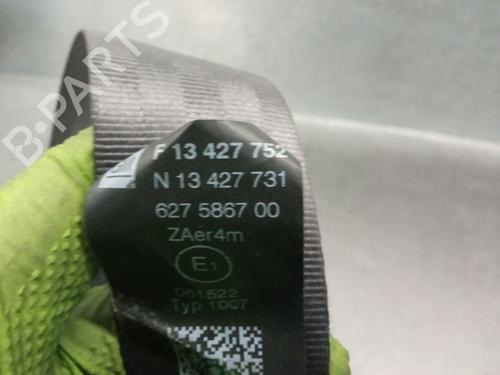 B-PARTS
F 13 427 752
N 13 427 731
627 5867 00
ZAer4m
E1
061522
Typ 1007